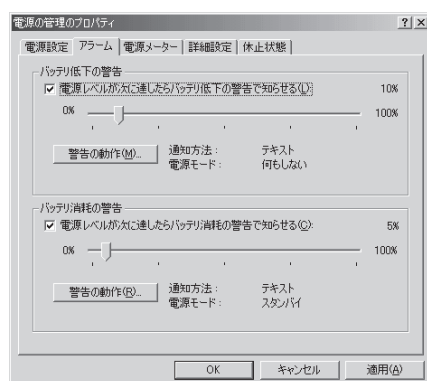 電源の管理のプロパティ
? ×
電源設定 アラーム 電源メーター 詳細設定 休止状態
バッテリ低下の警告
電源レベルが次に達したらバッテリ低下の警告で知らせる(L): 10%
0% 100%
警告の動作(M)... 通知方法： テキスト
電源モード： 何もしない
バッテリ消耗の警告
電源レベルが次に達したらバッテリ消耗の警告で知らせる(C): 5%
0% 100%
警告の動作(R)... 通知方法： テキスト
電源モード： スタンバイ
OK キャンセル 適用(A)